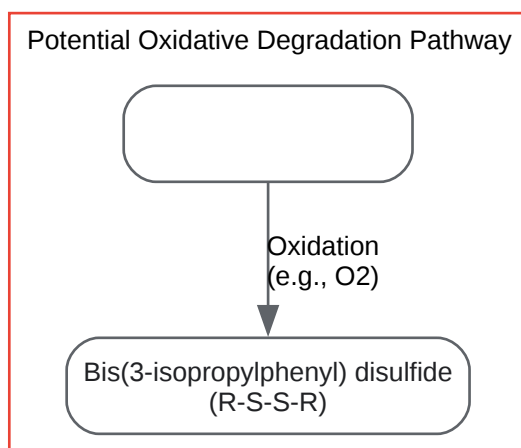 Potential Oxidative Degradation Pathway
Oxidation
(e.g., O2)
Bis(3-isopropylphenyl) disulfide
(R-S-S-R)